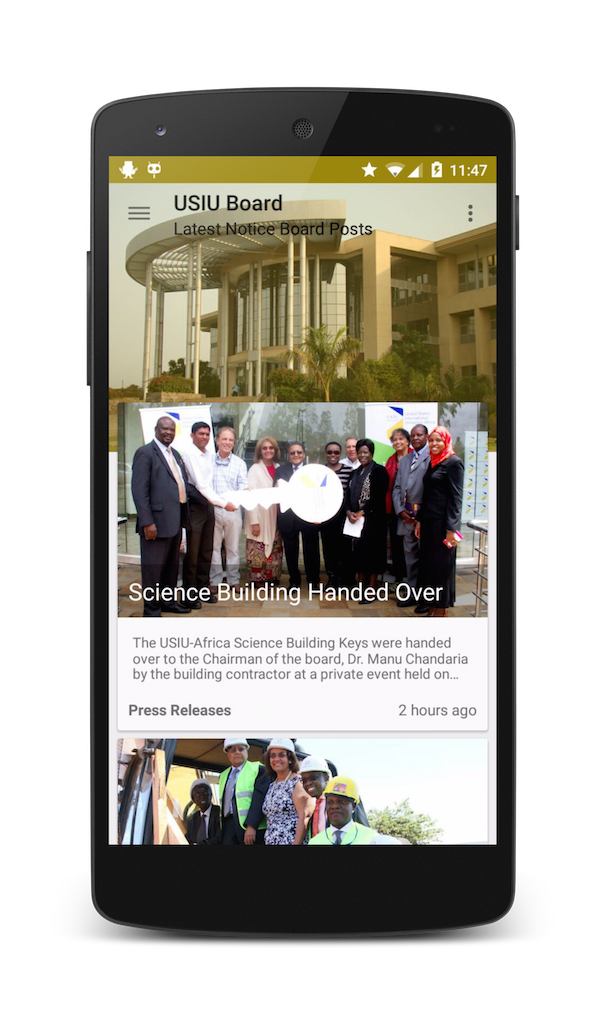 11:47
USIU Board
Latest Notice Board Posts
Science Building Handed Over
The USIU-Africa Science Building Keys were handed
over to the Chairman of the board, Dr. Manu Chandaria
by the building contractor at a private event held on...
Press Releases
2 hours ago